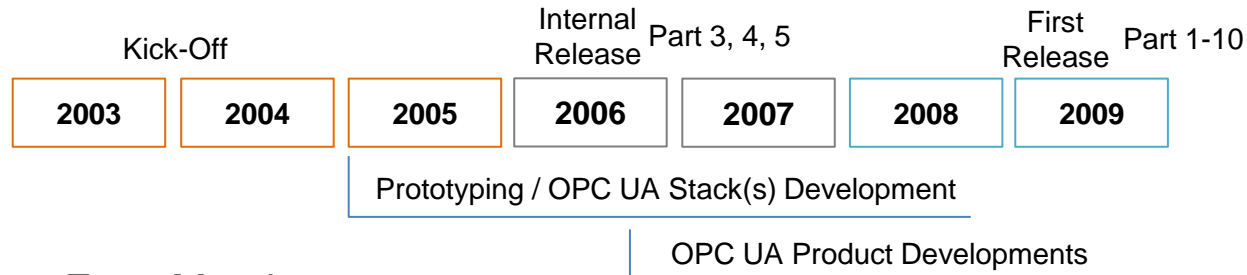 Kick-Off
Internal
Release
Part 3, 4, 5
First
Release
Part 1-10
2003 2004 2005 2006 2007 2008 2009
Prototyping / OPC UA Stack(s) Development
OPC UA Product Developments